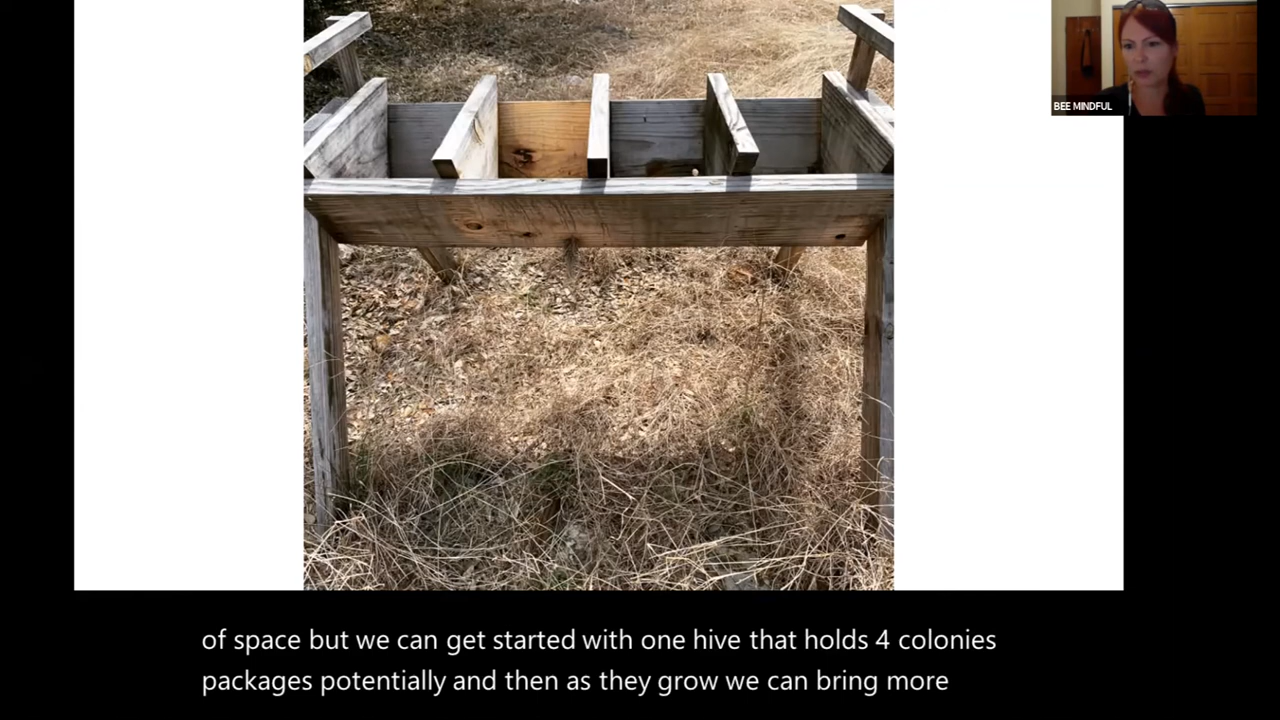 BEE MINDFUL
of space but we can get started with one hive that holds 4 colonies
packages potentially and then as they grow we can bring more